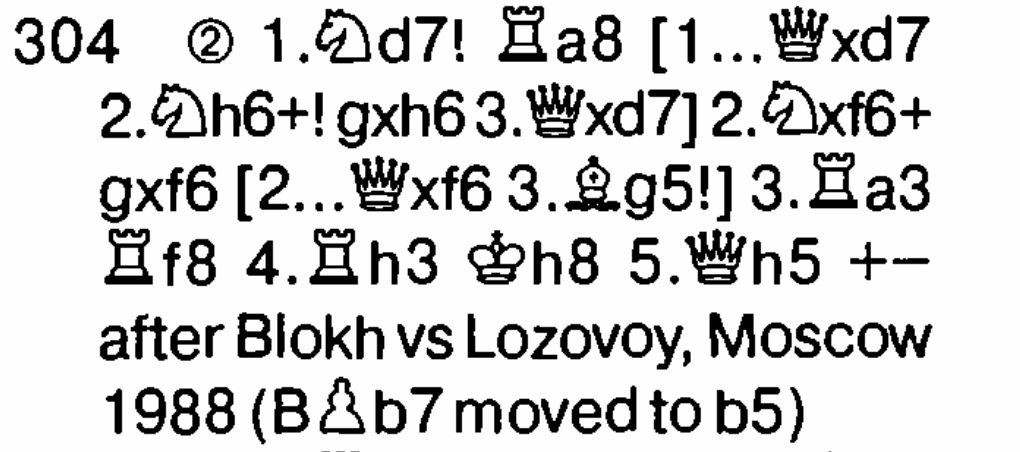 304 ② 1.♘d7! ♖a8 [1...♕xd7
2.♘h6+! gxh6 3.♕xd7] 2.♘xf6+
gxf6 [2...♕xf6 3.♗g5!] 3.♖a3
♖f8 4.♖h3 ♔h8 5.♕h5 +–
after Blokh vs Lozovoy, Moscow
1988 (B♙b7 moved to b5)